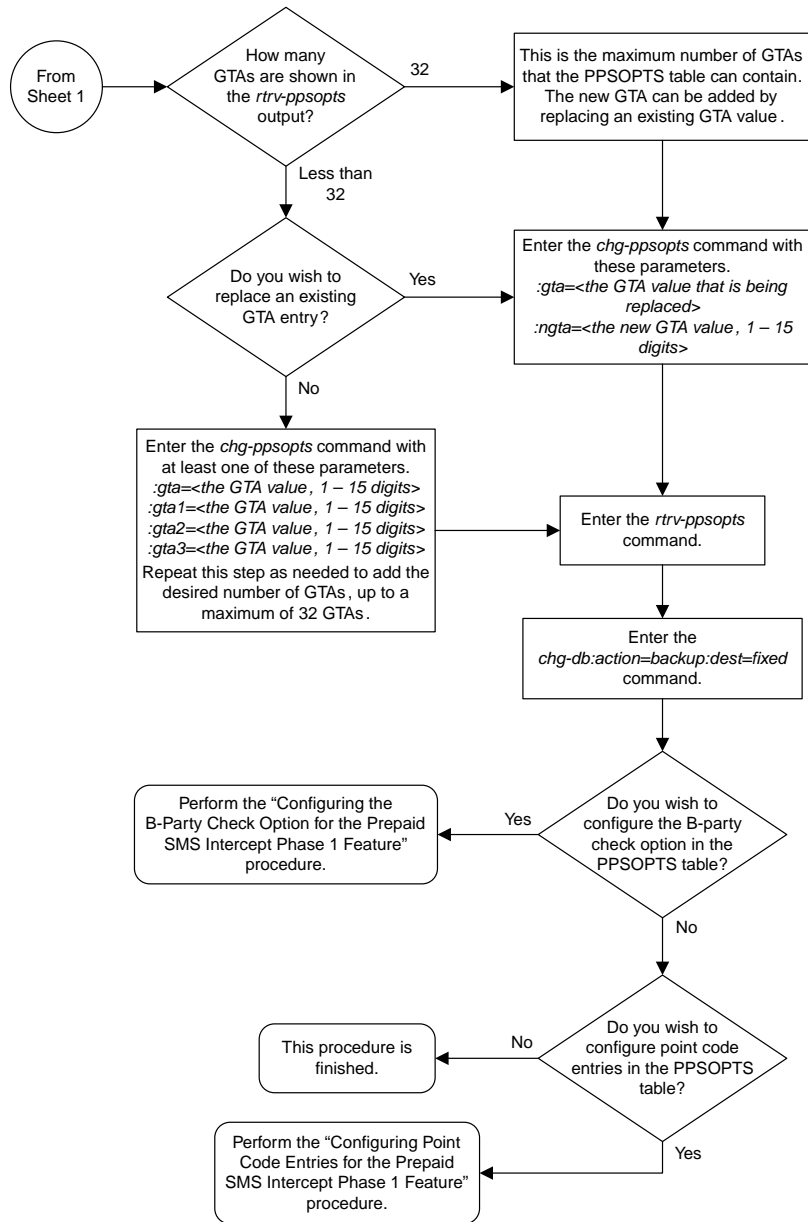 From
Sheet 1
How many
GTAs are shown in
the rtrv-ppsopts
output?
32
This is the maximum number of GTAs
that the PPSOPTS table can contain.
The new GTA can be added by
replacing an existing GTA value.
Less than
32
Do you wish to
replace an existing
GTA entry?
Yes
Enter the chg-ppsopts command with
these parameters.
:gta=<the GTA value that is being
replaced>
:ngta=<the new GTA value, 1 – 15
digits>
No
Enter the chg-ppsopts command with
at least one of these parameters.
:gta=<the GTA value, 1 – 15 digits>
:gta1=<the GTA value, 1 – 15 digits>
:gta2=<the GTA value, 1 – 15 digits>
:gta3=<the GTA value, 1 – 15 digits>
Repeat this step as needed to add the
desired number of GTAs, up to a
maximum of 32 GTAs.
Enter the rtrv-ppsopts
command.
Enter the
chg-db:action=backup:dest=fixed
command.
Do you wish to
configure the B-party
check option in the
PPSOPTS table?
Yes
Perform the “Configuring the
B-Party Check Option for the Prepaid
SMS Intercept Phase 1 Feature”
procedure.
No
Do you wish to
configure point code
entries in the PPSOPTS
table?
No
This procedure is
finished.
Yes
Perform the “Configuring Point
Code Entries for the Prepaid
SMS Intercept Phase 1 Feature”
procedure.